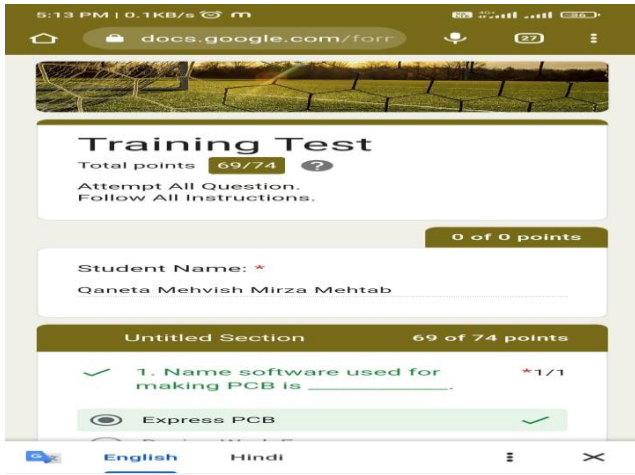 5:13 PM | 0.1KB/s
docs.google.com/forr
27
Training Test
Total points 69/74 ?
Attempt All Question.
Follow All Instructions.
0 of 0 points
Student Name: *
Qaneta Mehvish Mirza Mehtab
Untitled Section 69 of 74 points
1. Name software used for *1/1
making PCB is ___________.
Express PCB
English Hindi